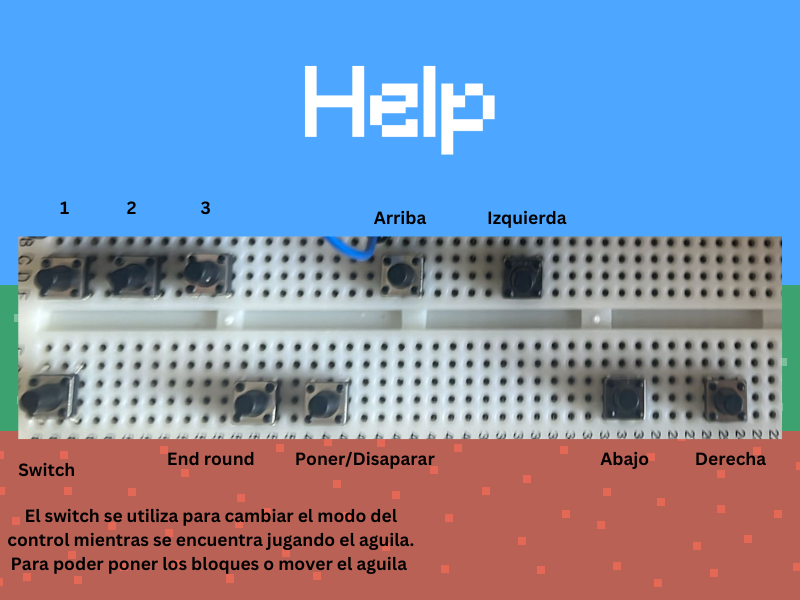 Help
1 2 3
Arriba Izquierda
Switch End round Poner/Disaparar Abajo Derecha
El switch se utiliza para cambiar el modo del
control mientras se encuentra jugando el aguila.
Para poder poner los bloques o mover el aguila